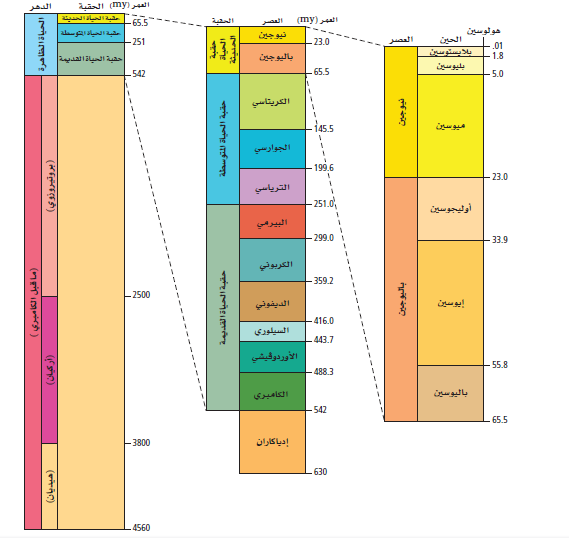 الدهر
الحقبة
العمر (my)
الحياة الظاهرة
حقبة الحياة الحديثة
65.5
حقبة الحياة المتوسطة
251
حقبة الحياة القديمة
542
(ما قبل الكامبري)
(بروتيروزوي)
2500
(أركيان)
3800
(هيديان)
4560
الحقبة
العصر
العمر (my)
حقبة
الحياة
الحديثة
نيوجين
23.0
باليوجين
65.5
حقبة الحياة المتوسطة
الكريتاسي
145.5
الجوارسي
199.6
الترياسي
251.0
حقبة الحياة القديمة
البيرمي
299.0
الكربوني
359.2
الديفوني
416.0
السيلوري
443.7
الأوردوفيشي
488.3
الكامبري
542
إدياكاران
630
العصر
الحين
هولوسين
.01
نيوجين
بلايستوسين
1.8
بليوسين
5.0
ميوسين
23.0
باليوجين
أوليجوسين
33.9
إيوسين
55.8
باليوسين
65.5